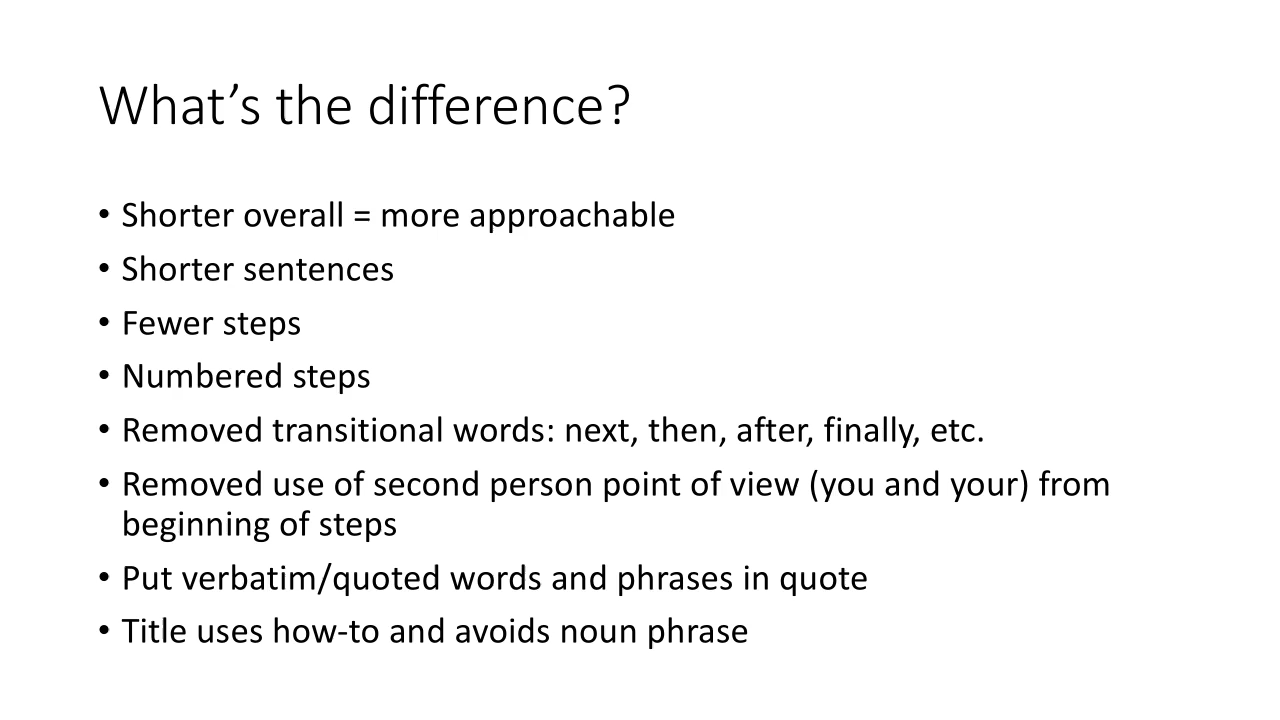 What’s the difference?
• Shorter overall = more approachable
• Shorter sentences
• Fewer steps
• Numbered steps
• Removed transitional words: next, then, after, finally, etc.
• Removed use of second person point of view (you and your) from
beginning of steps
• Put verbatim/quoted words and phrases in quote
• Title uses how-to and avoids noun phrase